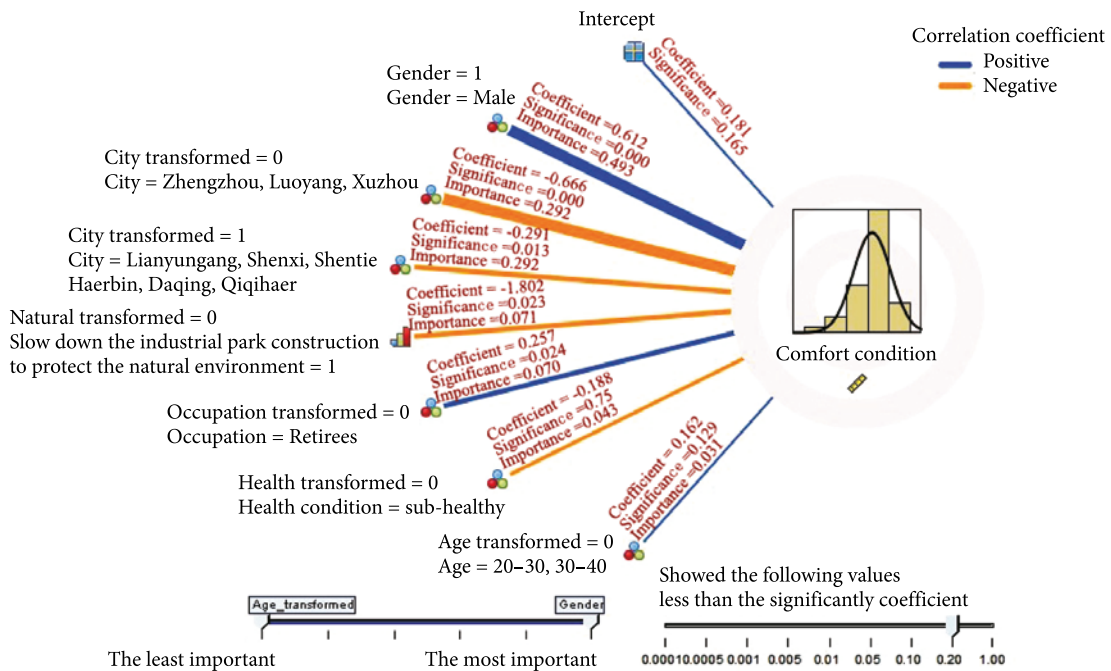 Intercept
Correlation coefficient
Positive
Negative
Coefficient =0.181
Significance =0.165
Gender = 1
Gender = Male
Coefficient =0.612
Significance =0.000
Importance =0.493
City transformed = 0
City = Zhengzhou, Luoyang, Xuzhou
Coefficient = -0.666
Significance =0.000
Importance =0.292
City transformed = 1
City = Lianyungang, Shenxi, Shentie
Haerbin, Daqing, Qiqihaer
Coefficient = -0.291
Significance =0.013
Importance =0.292
Natural transformed = 0
Slow down the industrial park construction
to protect the natural environment = 1
Coefficient = -1.802
Significance =0.023
Importance =0.071
Occupation transformed = 0
Occupation = Retirees
Coefficient = 0.257
Significance =0.024
Importance =0.070
Health transformed = 0
Health condition = sub-healthy
Coefficient = -0.188
Significance =0.75
Importance =0.043
Age transformed = 0
Age = 20–30, 30–40
Coefficient = 0.162
Significance =0.129
Importance =0.031
Comfort condition
Age_transformed
Gender
The least important
The most important
Showed the following values
less than the significantly coefficient
0.00010.0005 0.001 0.005 0.01 0.05 0.10 0.20 1.00